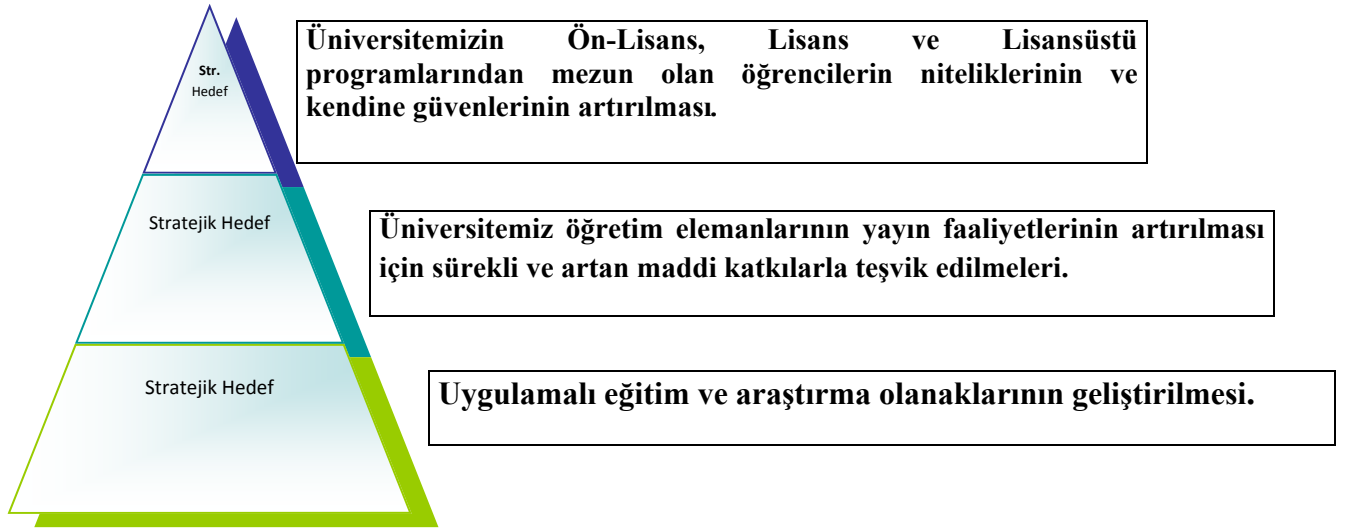 Str.
Hedef
Üniversitemizin Ön-Lisans, Lisans ve Lisansüstü
programlarından mezun olan öğrencilerin niteliklerinin ve
kendine güvenlerinin artırılması.
Stratejik Hedef
Üniversitemiz öğretim elemanlarının yayın faaliyetlerinin artırılması
için sürekli ve artan maddi katkılarla teşvik edilmeleri.
Stratejik Hedef
Uygulamalı eğitim ve araştırma olanaklarının geliştirilmesi.